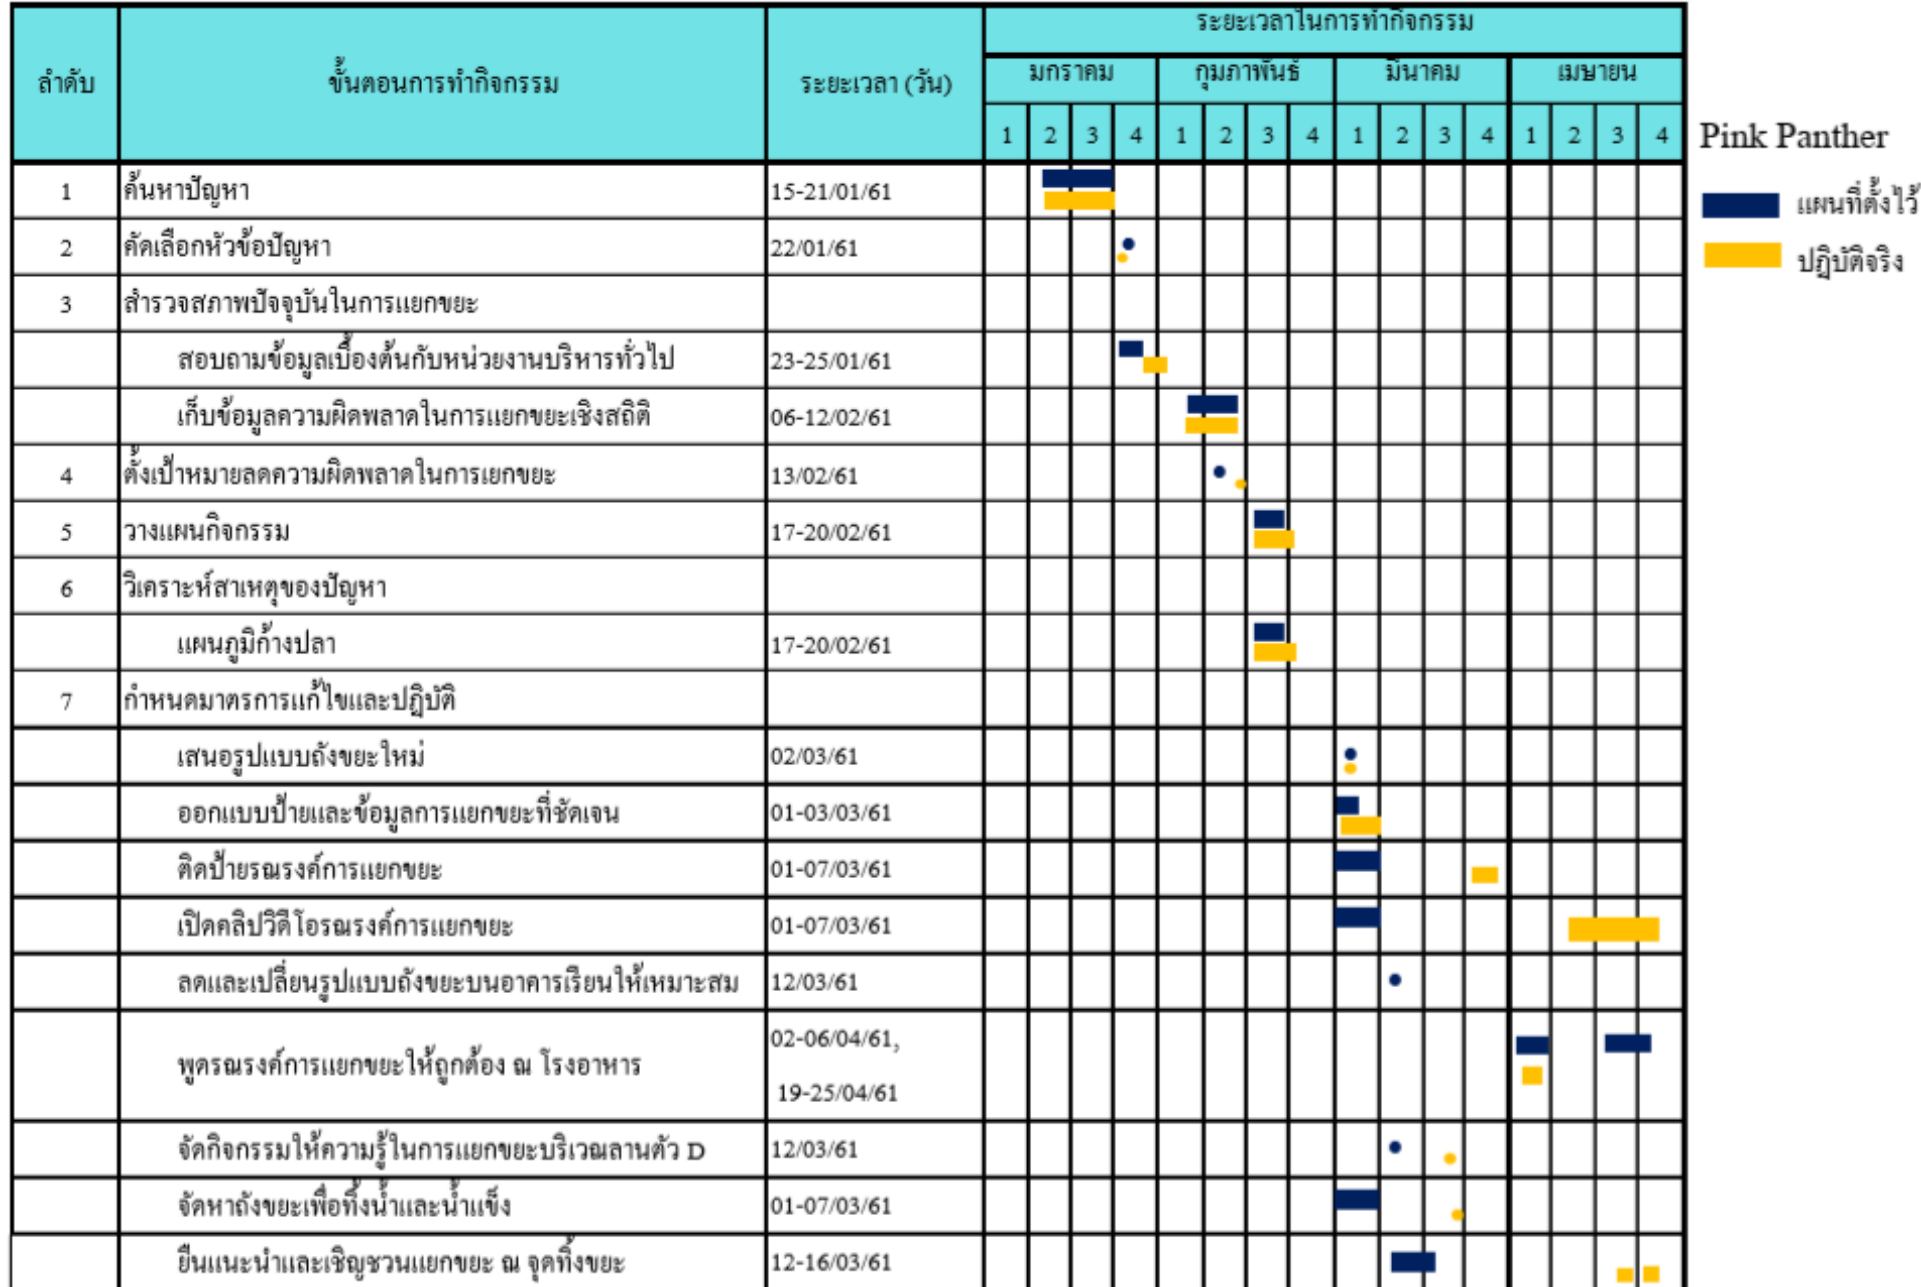 ระยะเวลาในการทำกิจกรรม
ลำดับ ขั้นตอนการทำกิจกรรม ระยะเวลา (วัน) มกราคม กุมภาพันธ์ มีนาคม เมษายน
1 2 3 4 1 2 3 4 1 2 3 4 1 2 3 4
Pink Panther
แผนที่ตั้งไว้
ปฏิบัติจริง
1 ค้นหาปัญหา 15-21/01/61
2 คัดเลือกหัวข้อปัญหา 22/01/61
3 สำรวจสภาพปัจจุบันในการแยกขยะ
สอบถามข้อมูลเบื้องต้นกับหน่วยงานบริหารทั่วไป 23-25/01/61
เก็บข้อมูลความผิดพลาดในการแยกขยะเชิงสถิติ 06-12/02/61
4 ตั้งเป้าหมายลดความผิดพลาดในการเยกขยะ 13/02/61
5 วางแผนกิจกรรม 17-20/02/61
6 วิเคราะห์สาเหตุของปัญหา
แผนภูมิก้างปลา 17-20/02/61
7 กำหนดมาตรการแก้ไขและปฏิบัติ
เสนอรูปแบบถังขยะใหม่ 02/03/61
ออกแบบป้ายและข้อมูลการแยกขยะที่ชัดเจน 01-03/03/61
ติดป้ายรณรงค์การแยกขยะ 01-07/03/61
เปิดคลิปวิดีโอรณรงค์การแยกขยะ 01-07/03/61
ลดและเปลี่ยนรูปแบบถังขยะบนอาคารเรียนให้เหมาะสม 12/03/61
พูดรณรงค์การแยกขยะให้ถูกต้อง ณ โรงอาหาร 02-06/04/61,
19-25/04/61
จัดกิจกรรมให้ความรู้ในการแยกขยะบริเวณลานตัว D 12/03/61
จัดหาถังขยะเพื่อทิ้งน้ำและน้ำแข็ง 01-07/03/61
ยืนแนะนำและเชิญชวนแยกขยะ ณ จุดทิ้งขยะ 12-16/03/61